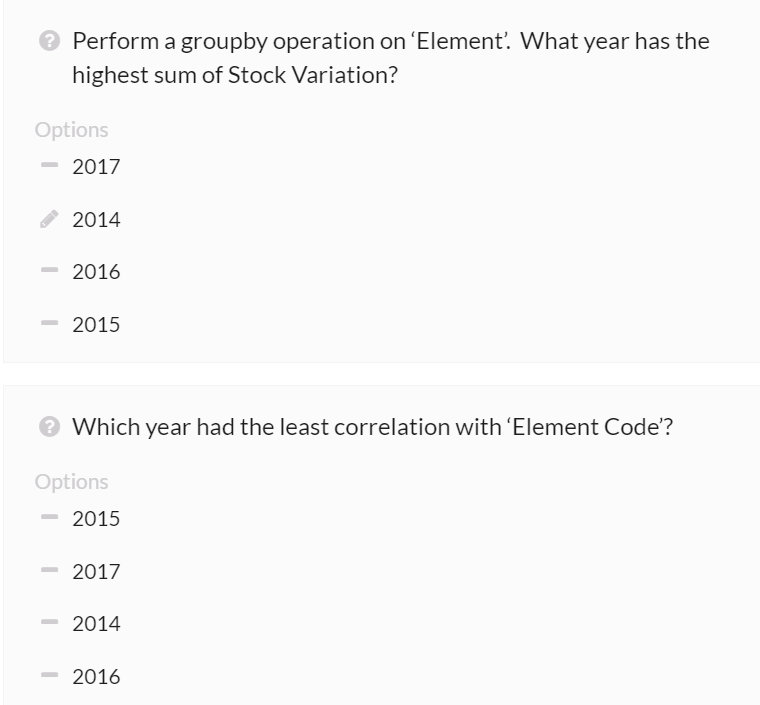 Perform a groupby operation on ‘Element’. What year has the
highest sum of Stock Variation?
Options
2017
2014
2016
2015
Which year had the least correlation with ‘Element Code’?
Options
2015
2017
2014
2016